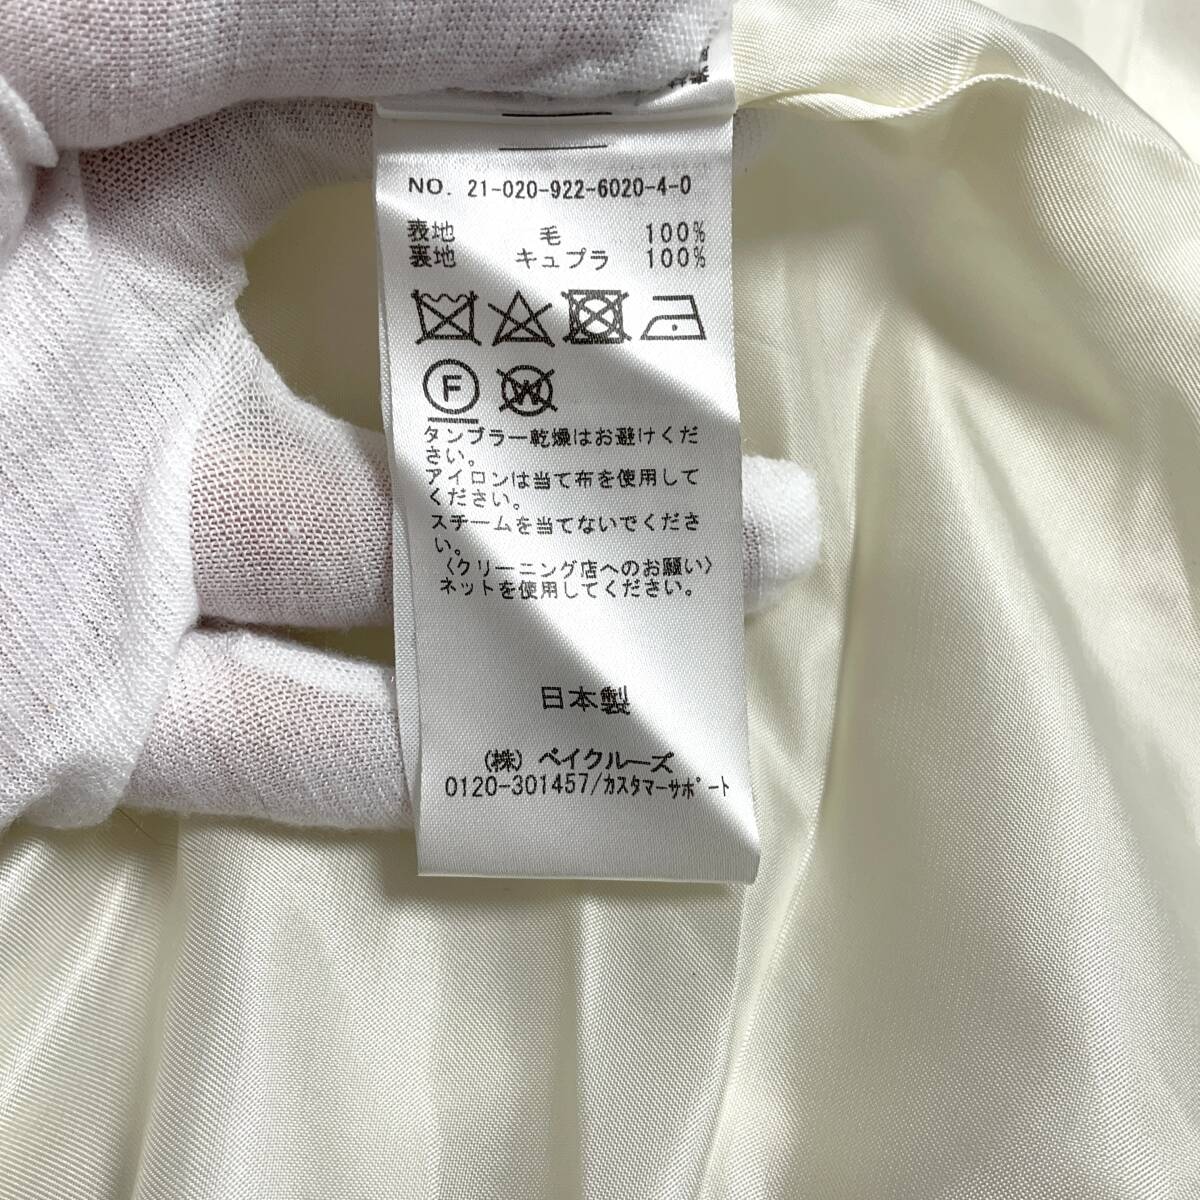 NO. 21-020-922-6020-4-0
表地 毛 100%
裏地 キュプラ 100%
F W
タンブラー乾燥はお避けくだ
さい。
アイロンは当て布を使用して
ください。
スチームを当てないでくださ
い。
〈クリーニング店へのお願い〉
ネットを使用してください。
日本製
(株) ベイクルーズ
0120-301457/カスタマーサポート